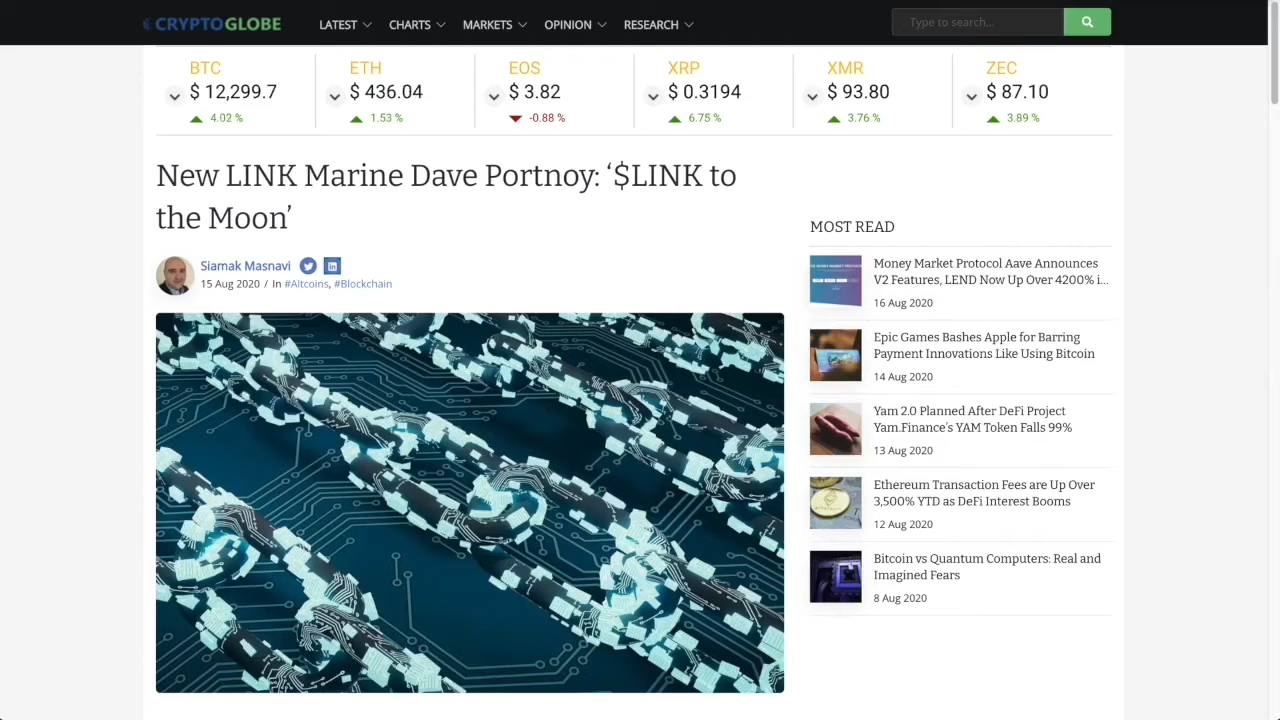 CRYPTOGLOBE LATEST CHARTS MARKETS OPINION RESEARCH Type to search...
BTC ETH EOS XRP XMR ZEC
$ 12,299.7 $ 436.04 $ 3.82 $ 0.3194 $ 93.80 $ 87.10
4.02 % 1.53 % -0.88 % 6.75 % 3.76 % 3.89 %
New LINK Marine Dave Portnoy: ‘$LINK to
the Moon’
Siamak Masnavi
15 Aug 2020 / In #Altcoins, #Blockchain
MOST READ
Money Market Protocol Aave Announces
V2 Features, LEND Now Up Over 4200% i...
16 Aug 2020
Epic Games Bashes Apple for Barring
Payment Innovations Like Using Bitcoin
14 Aug 2020
Yam 2.0 Planned After DeFi Project
Yam.Finance’s YAM Token Falls 99%
13 Aug 2020
Ethereum Transaction Fees are Up Over
3,500% YTD as DeFi Interest Booms
12 Aug 2020
Bitcoin vs Quantum Computers: Real and
Imagined Fears
8 Aug 2020